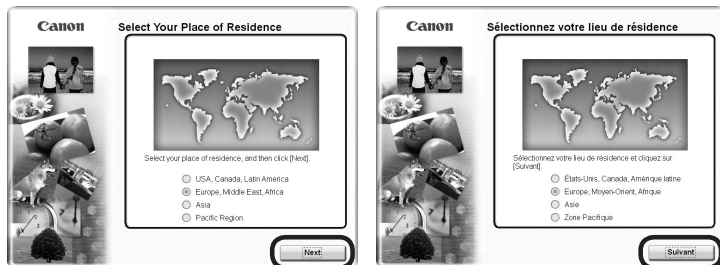 Canon
Select Your Place of Residence
Select your place of residence, and then click [Next].
USA, Canada, Latin America
Europe, Middle East, Africa
Asia
Pacific Region
Next
Canon
Sélectionnez votre lieu de résidence
Sélectionnez votre lieu de résidence et cliquez sur
[Suivant].
États-Unis, Canada, Amérique latine
Europe, Moyen-Orient, Afrique
Asie
Zone Pacifique
Suivant